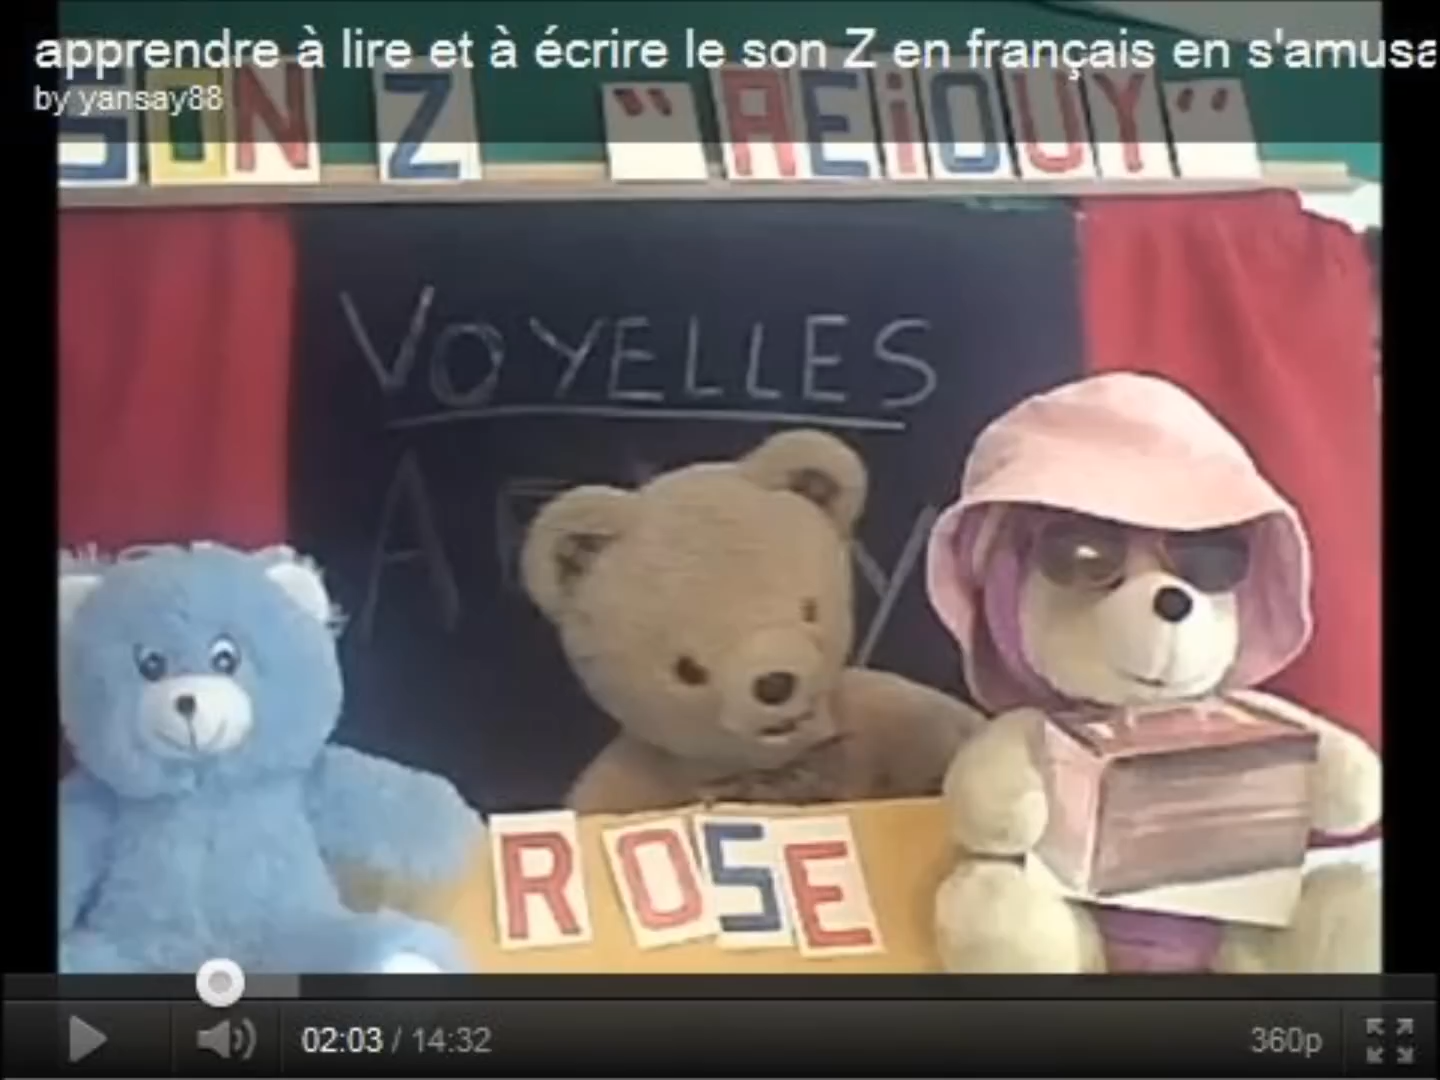 apprendre à lire et à écrire le son Z en français en s'amusa
by yansay88
SON Z " AEiOUY "
VOYELLES
A Y
ROSE
02:03 / 14:32
360p